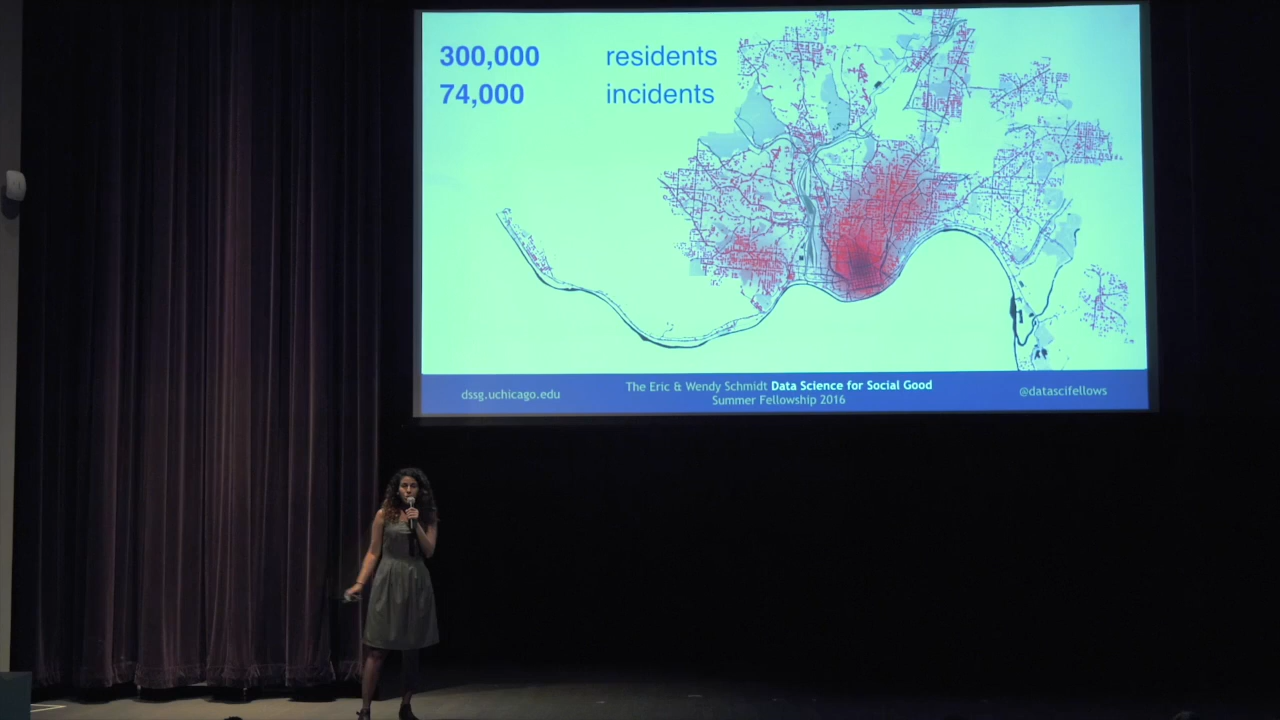 300,000 residents
74,000 incidents
dssg.uchicago.edu
The Eric & Wendy Schmidt Data Science for Social Good
Summer Fellowship 2016
@datascifellows